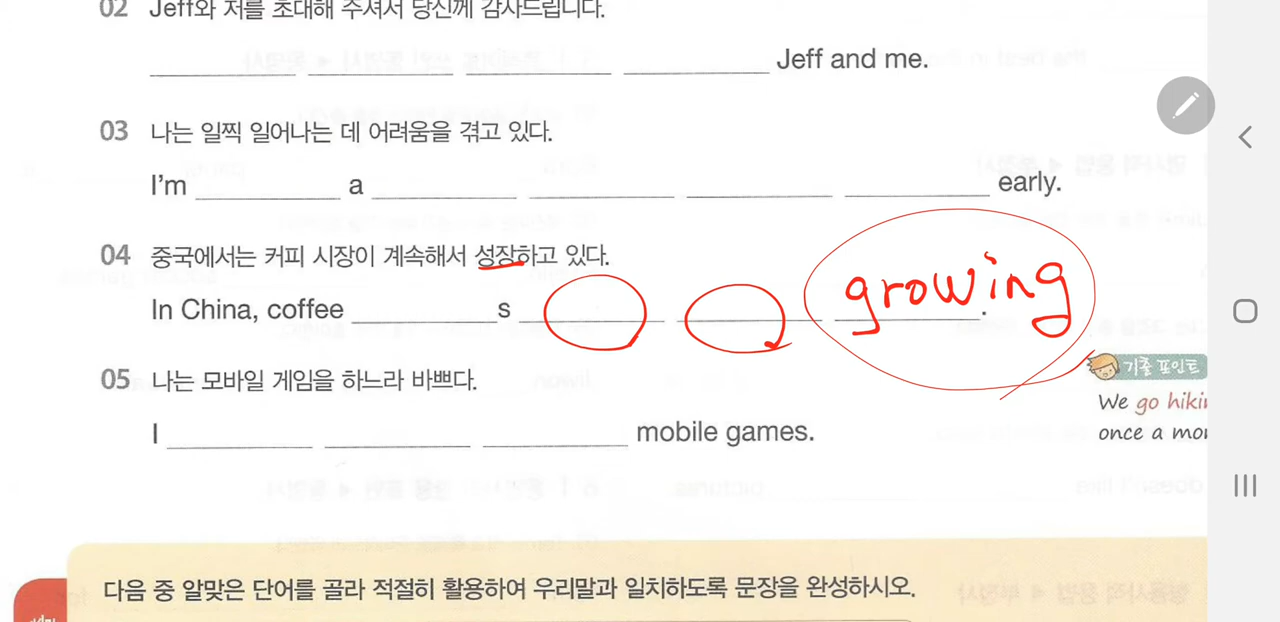 02 Jeff와 저를 초대해 주셔서 당신께 감사드립니다.
Jeff and me.
03 나는 일찍 일어나는 데 어려움을 겪고 있다.
I'm a early.
04 중국에서는 커피 시장이 계속해서 성장하고 있다.
In China, coffee s growing.
05 나는 모바일 게임을 하느라 바쁘다.
I mobile games.
기출 포인트
We go
once a
다음 중 알맞은 단어를 골라 적절히 활용하여 우리말과 일치하도록 문장을 완성하시오.